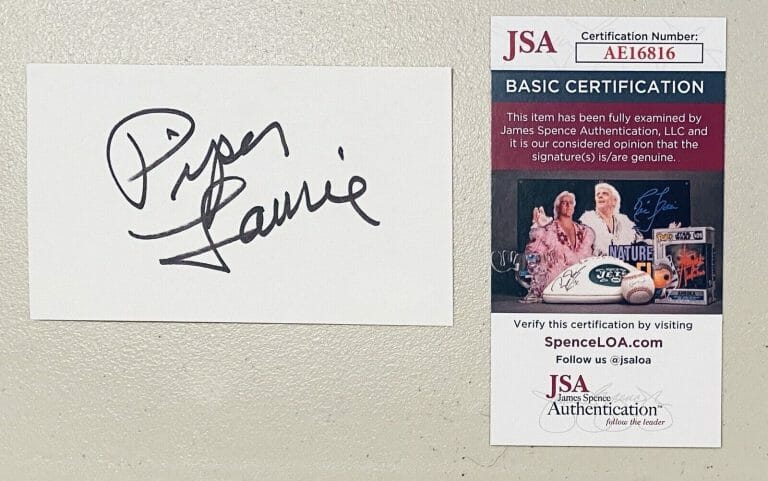 Piper
Laurie
JSA
Certification Number:
AE16816
BASIC CERTIFICATION
This item has been fully examined by
James Spence Authentication, LLC and
it is our considered opinion that the
signature(s) is/are genuine.
NATURE
JETS
Verify this certification by visiting
SpenceLOA.com
Follow us @jsaloa
JSA
James Spence
Authentication™
follow the leader